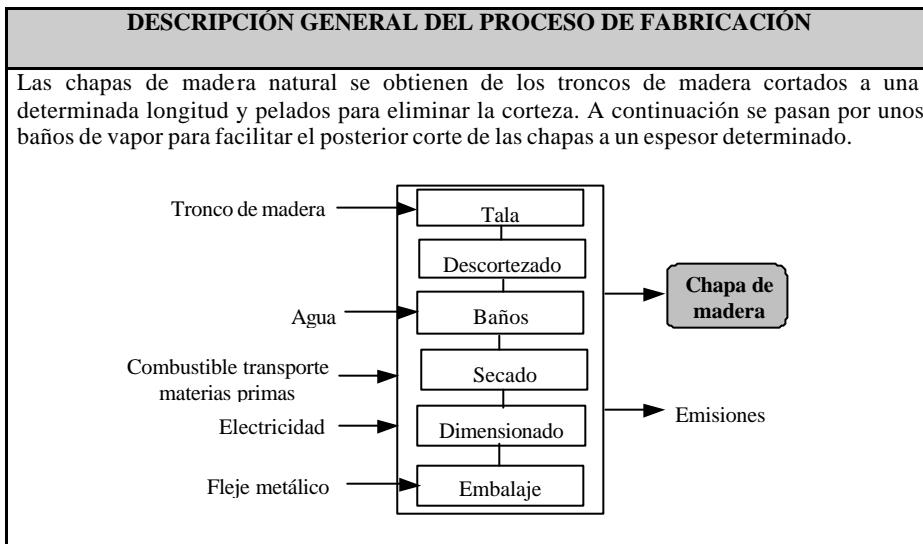 DESCRIPCIÓN GENERAL DEL PROCESO DE FABRICACIÓN
Las chapas de madera natural se obtienen de los troncos de madera cortados a una
determinada longitud y pelados para eliminar la corteza. A continuación se pasan por unos
baños de vapor para facilitar el posterior corte de las chapas a un espesor determinado.
Tronco de madera
Tala
Descortezado
Chapa de
madera
Agua
Baños
Combustible transporte
materias primas
Secado
Emisiones
Electricidad
Dimensionado
Fleje metálico
Embalaje